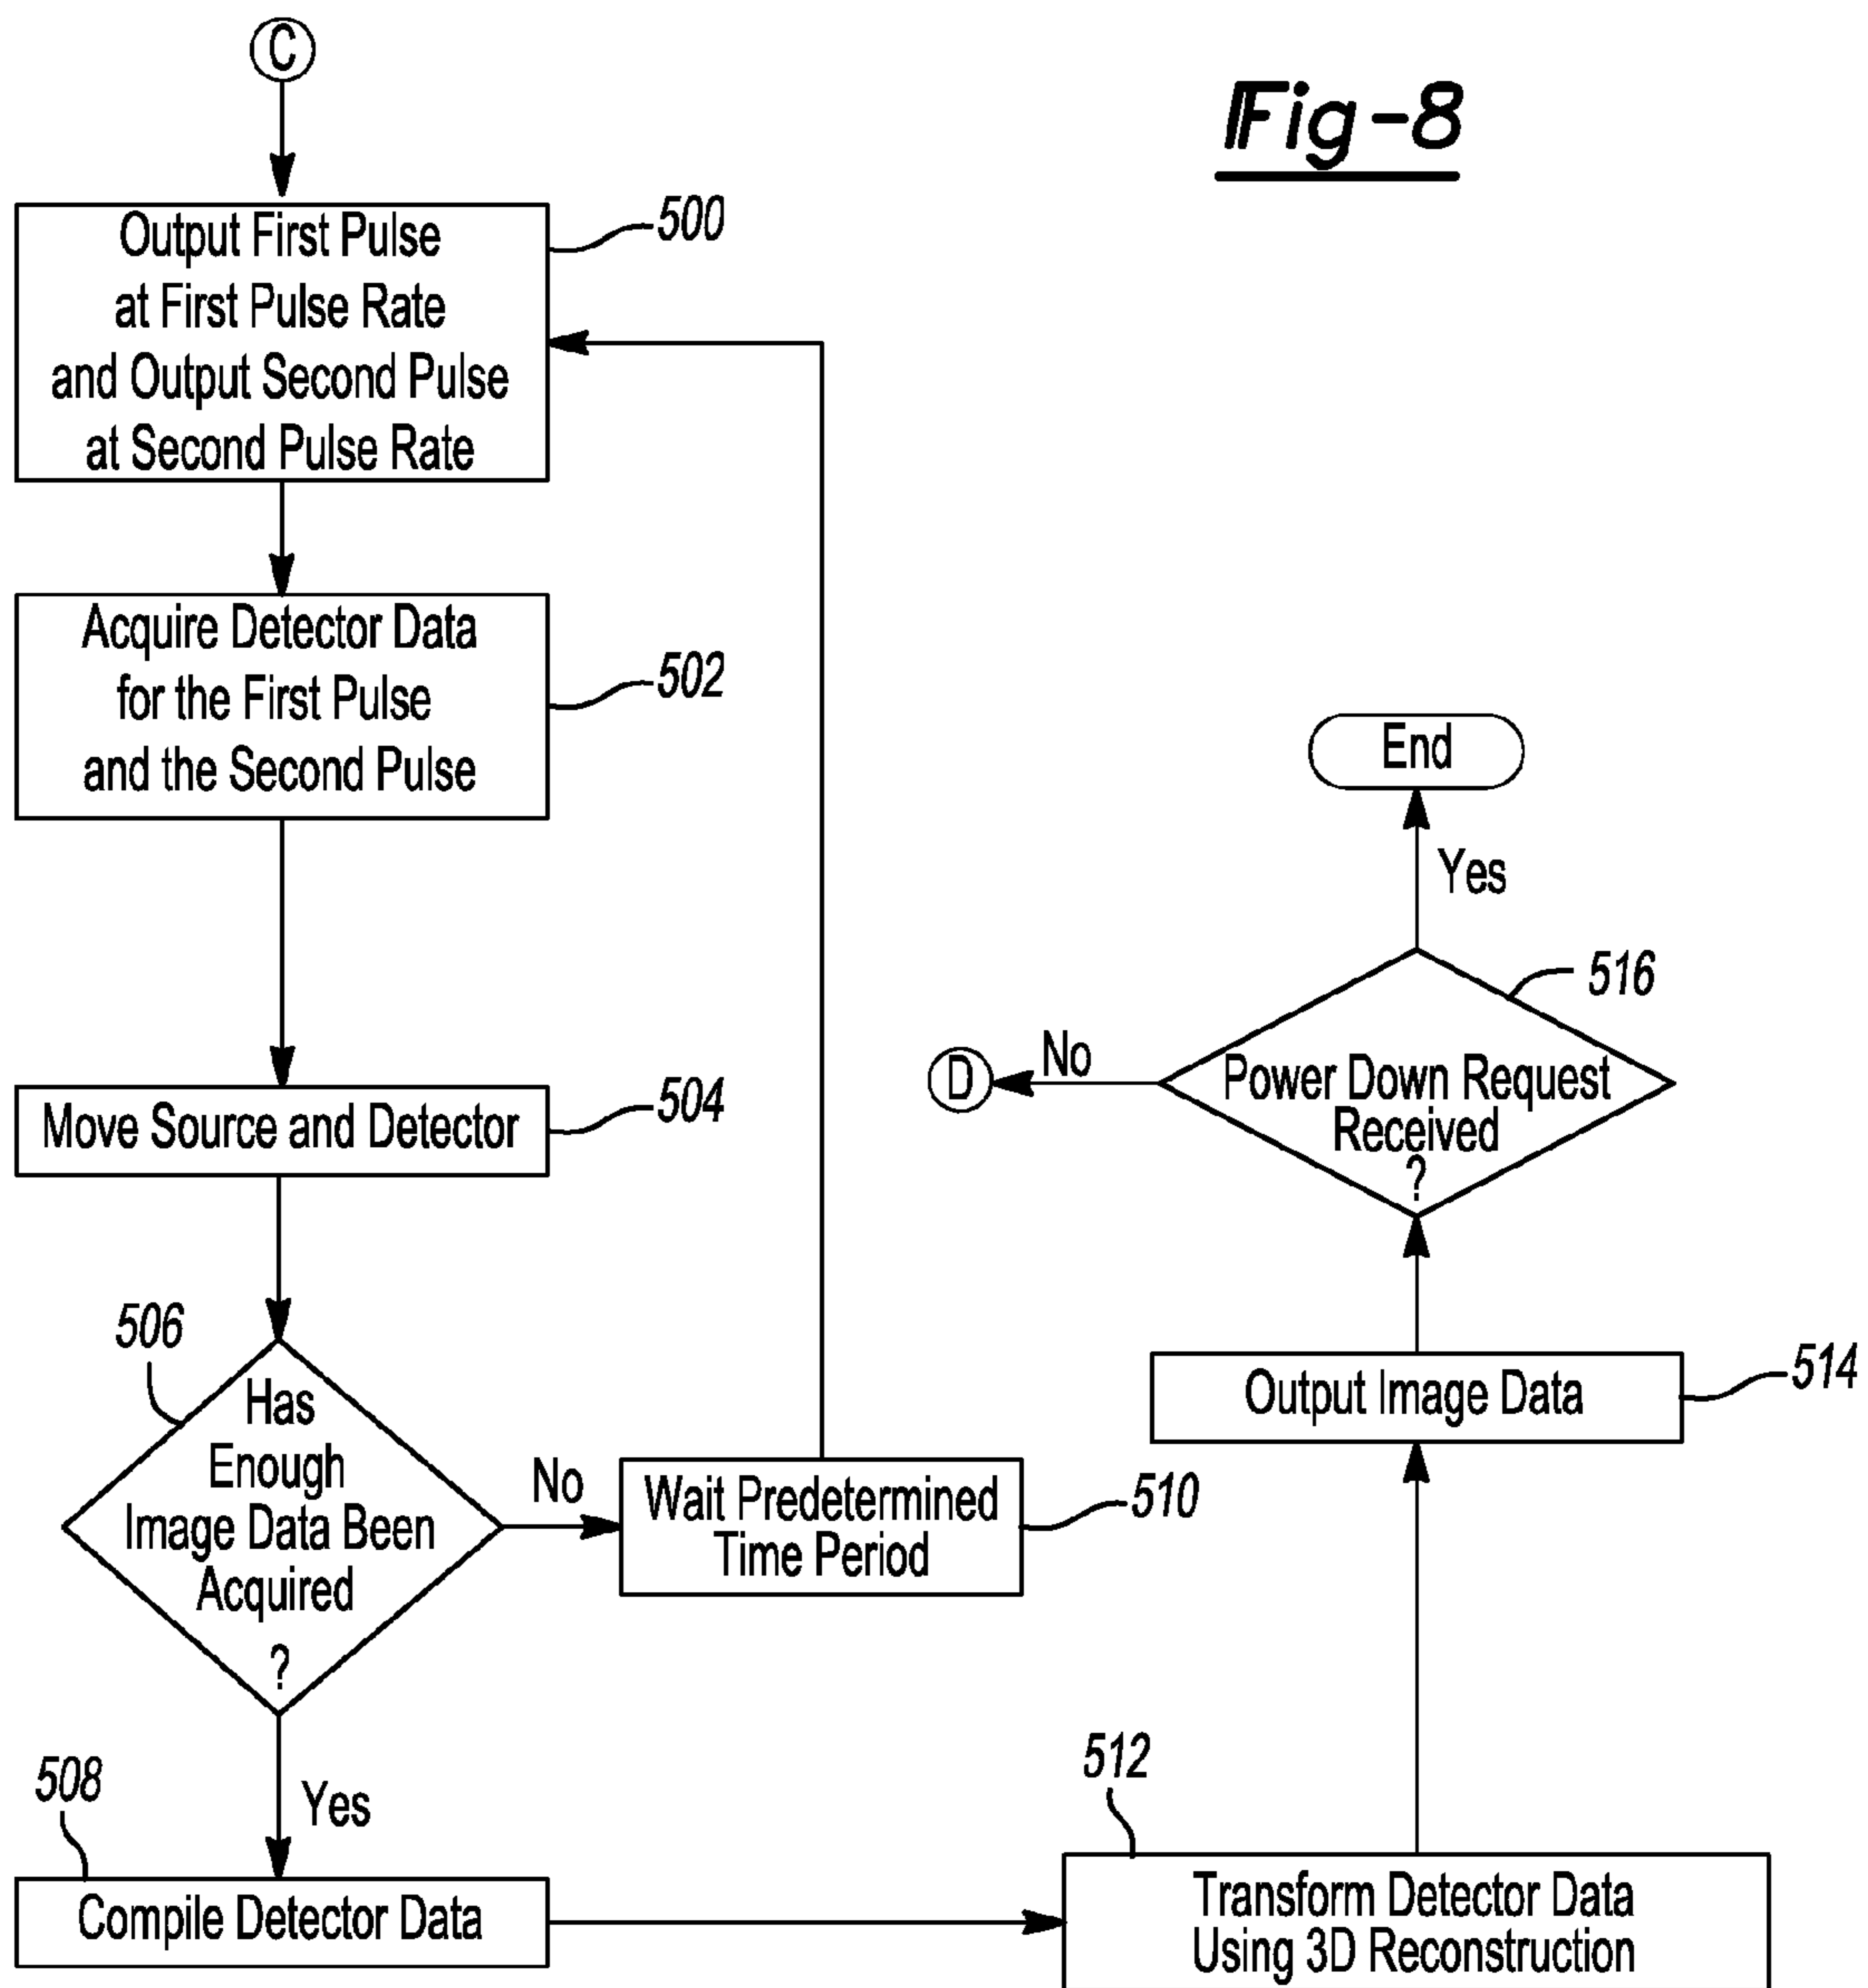 C
Fig-8
Output First Pulse
at First Pulse Rate
and Output Second Pulse
at Second Pulse Rate
500
Acquire Detector Data
for the First Pulse
and the Second Pulse
502
Move Source and Detector
504
506
Has
Enough
Image Data Been
Acquired
?
No
Wait Predetermined
Time Period
510
Yes
508
Compile Detector Data
512
Transform Detector Data
Using 3D Reconstruction
Output Image Data
514
516
Power Down Request
Received
?
No
D
Yes
End